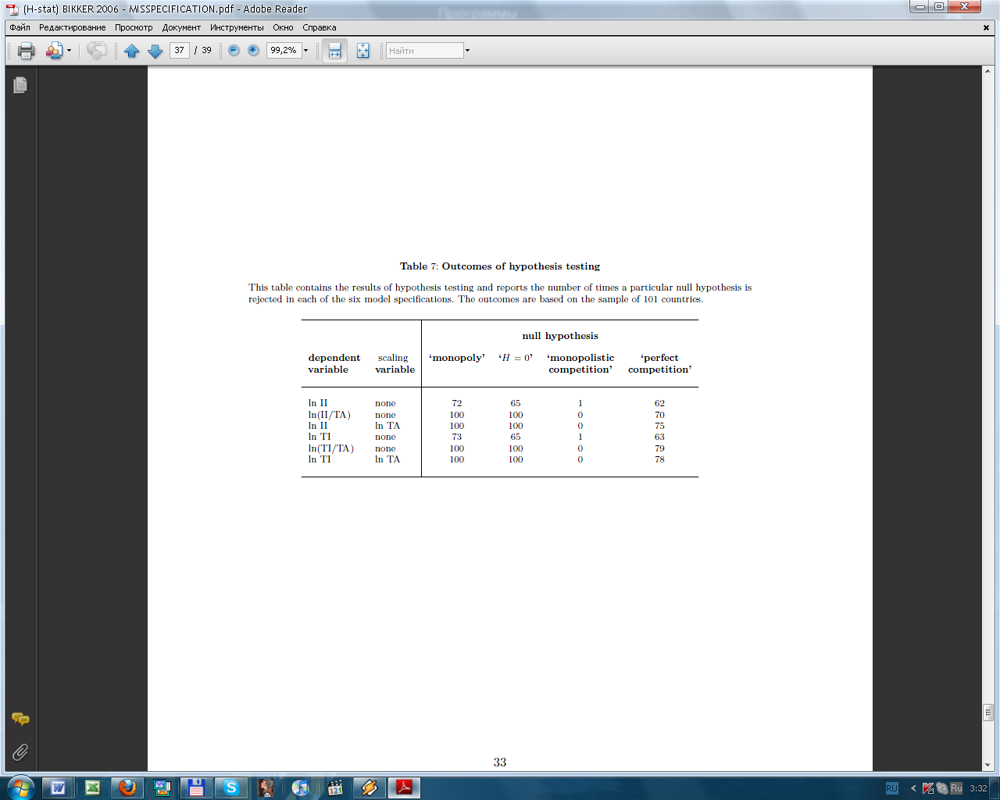 (H-stat) BIKKER 2006 - MISSPECIFICATION.pdf - Adobe Reader
Программы
Файл Редактирование Просмотр Документ Инструменты Окно Справка
37 / 39 99,2% Найти
Table 7: Outcomes of hypothesis testing
This table contains the results of hypothesis testing and reports the number of times a particular null hypothesis is
rejected in each of the six model specifications. The outcomes are based on the sample of 101 countries.
null hypothesis
dependent scaling ‘monopoly’ ‘H = 0’ ‘monopolistic ‘perfect
variable variable competition’ competition’
ln II none 72 65 1 62
ln(II/TA) none 100 100 0 70
ln II ln TA 100 100 0 75
ln TI none 73 65 1 63
ln(TI/TA) none 100 100 0 79
ln TI ln TA 100 100 0 78
33
RU Ru 3:32